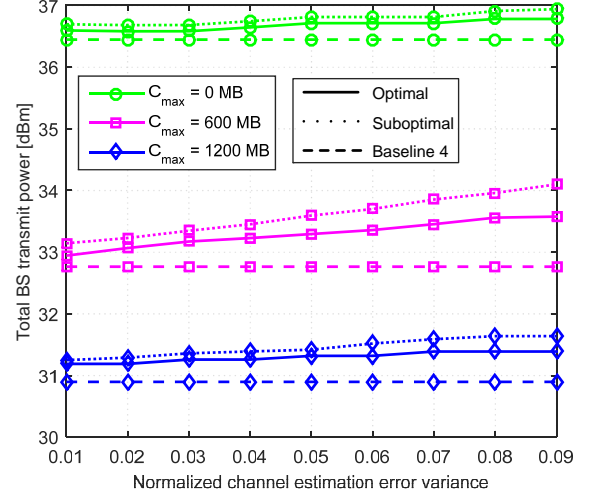 37
36
35
34
33
32
31
30
Total BS transmit power [dBm]
C_max = 0 MB
C_max = 600 MB
C_max = 1200 MB
Optimal
Suboptimal
Baseline 4
0.01 0.02 0.03 0.04 0.05 0.06 0.07 0.08 0.09
Normalized channel estimation error variance